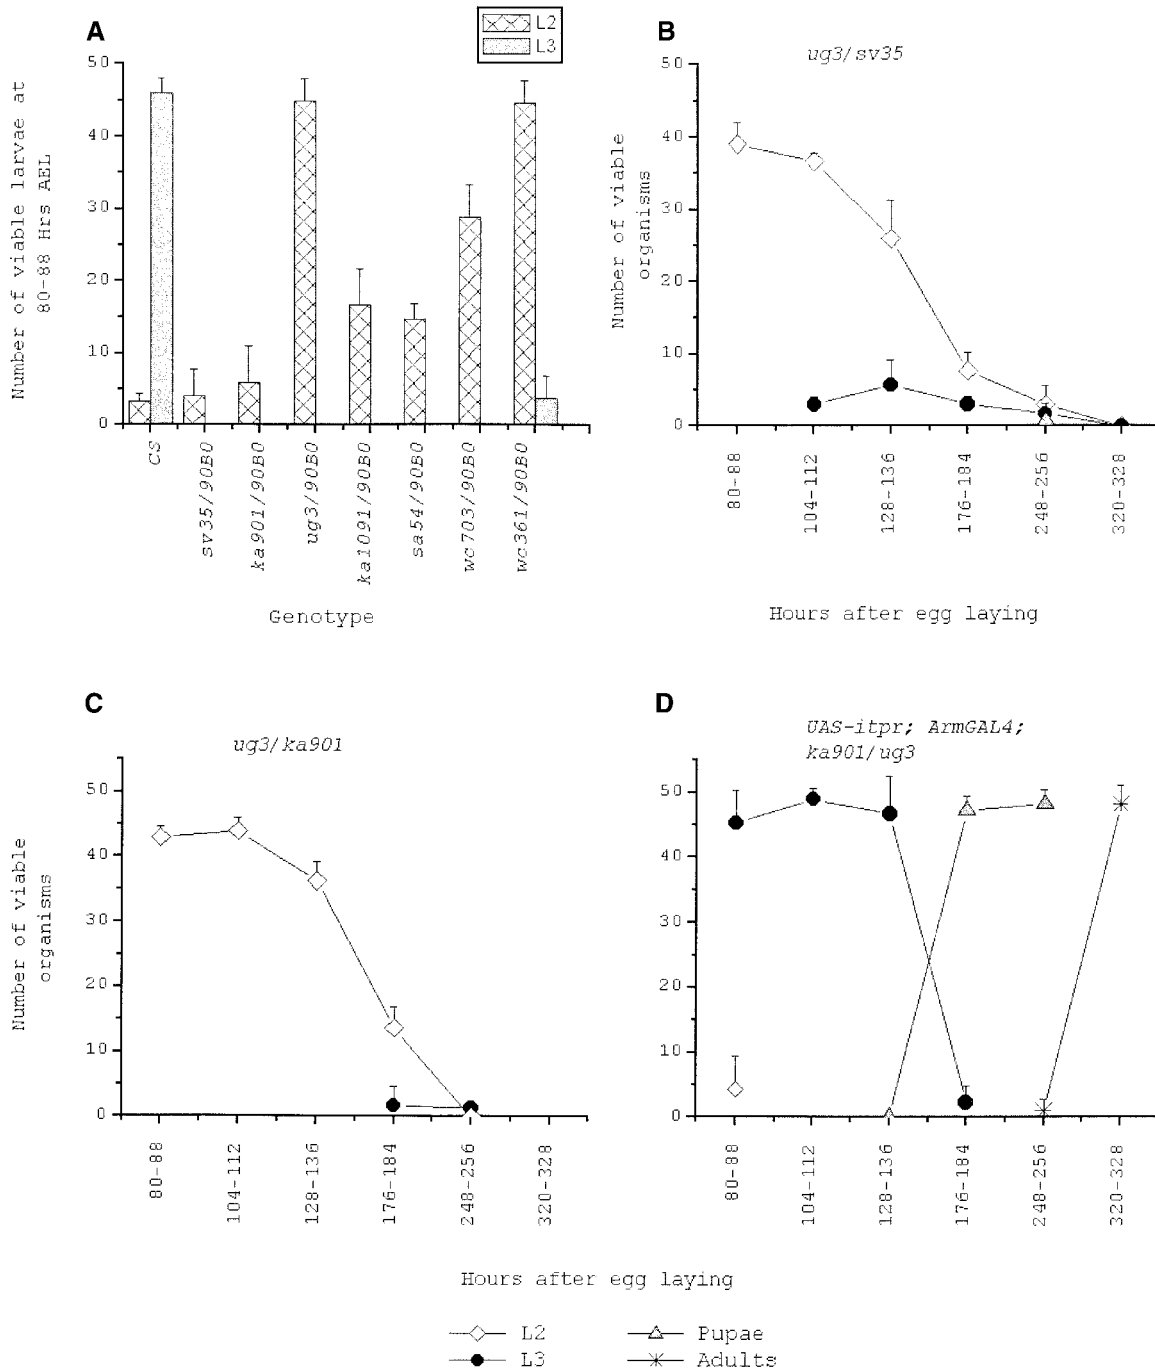 A
L2
L3
Number of viable larvae at
80-88 Hrs AEL
50
40
30
20
10
0
CS
sv35/90B0
ka901/90B0
ug3/90B0
ka1091/90B0
sa54/90B0
wc703/90B0
wc361/90B0
Genotype
B
ug3/sv35
Number of viable
organisms
50
40
30
20
10
0
80-88
104-112
128-136
176-184
248-256
320-328
Hours after egg laying
C
ug3/ka901
Number of viable
organisms
50
40
30
20
10
0
80-88
104-112
128-136
176-184
248-256
320-328
D
UAS-itpr; ArmGAL4;
ka901/ug3
50
40
30
20
10
0
80-88
104-112
128-136
176-184
248-256
320-328
Hours after egg laying
L2
L3
Pupae
Adults